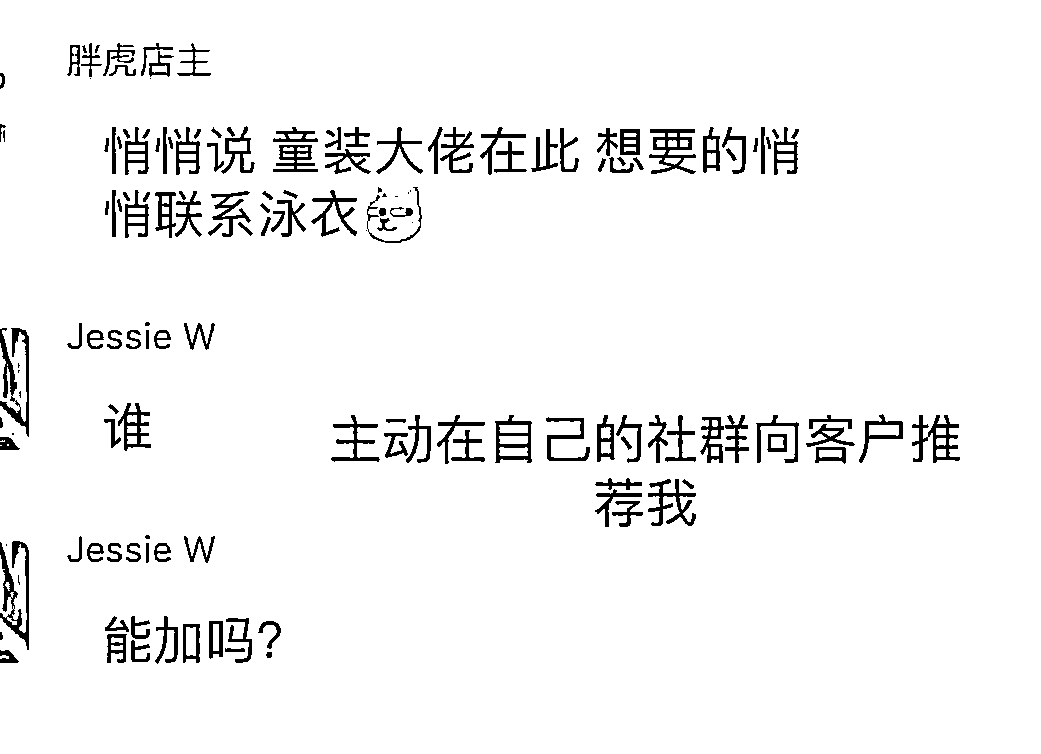 胖虎店主
悄悄说 童装大佬在此 想要的悄
悄联系泳衣
Jessie W
谁
主动在自己的社群向客户推
荐我
Jessie W
能加吗?